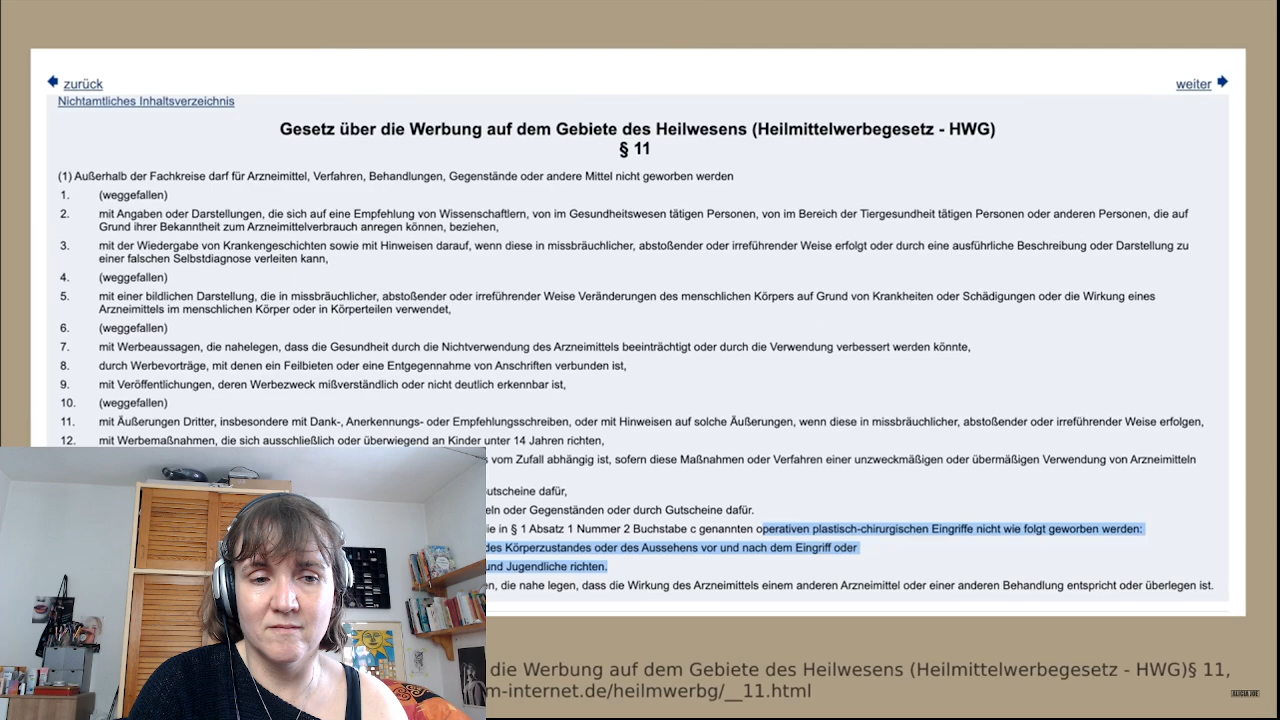 zurück
weiter
Nichtamtliches Inhaltsverzeichnis
Gesetz über die Werbung auf dem Gebiete des Heilwesens (Heilmittelwerbegesetz - HWG)
§ 11
(1) Außerhalb der Fachkreise darf für Arzneimittel, Verfahren, Behandlungen, Gegenstände oder andere Mittel nicht geworben werden
1. (weggefallen)
2. mit Angaben oder Darstellungen, die sich auf eine Empfehlung von Wissenschaftlern, von im Gesundheitswesen tätigen Personen, von im Bereich der Tiergesundheit tätigen Personen oder anderen Personen, die auf
Grund ihrer Bekanntheit zum Arzneimittelverbrauch anregen können, beziehen,
3. mit der Wiedergabe von Krankengeschichten sowie mit Hinweisen darauf, wenn diese in missbräuchlicher, abstoßender oder irreführender Weise erfolgt oder durch eine ausführliche Beschreibung oder Darstellung zu
einer falschen Selbstdiagnose verleiten kann,
4. (weggefallen)
5. mit einer bildlichen Darstellung, die in missbräuchlicher, abstoßender oder irreführender Weise Veränderungen des menschlichen Körpers auf Grund von Krankheiten oder Schädigungen oder die Wirkung eines
Arzneimittels im menschlichen Körper oder in Körperteilen verwendet,
6. (weggefallen)
7. mit Werbeaussagen, die nahelegen, dass die Gesundheit durch die Nichtverwendung des Arzneimittels beeinträchtigt oder durch die Verwendung verbessert werden könnte,
8. durch Werbevorträge, mit denen ein Feilbieten oder eine Entgegennahme von Anschriften verbunden ist,
9. mit Veröffentlichungen, deren Werbezweck mißverständlich oder nicht deutlich erkennbar ist,
10. (weggefallen)
11. mit Äußerungen Dritter, insbesondere mit Dank-, Anerkennungs- oder Empfehlungsschreiben, oder mit Hinweisen auf solche Äußerungen, wenn diese in missbräuchlicher, abstoßender oder irreführender Weise erfolgen,
12. mit Werbemaßnahmen, die sich ausschließlich oder überwiegend an Kinder unter 14 Jahren richten,
vom Zufall abhängig ist, sofern diese Maßnahmen oder Verfahren einer unzweckmäßigen oder übermäßigen Verwendung von Arzneimitteln
utscheine dafür,
eln oder Gegenständen oder durch Gutscheine dafür.
ie in § 1 Absatz 1 Nummer 2 Buchstabe c genannten operativen plastisch-chirurgischen Eingriffe nicht wie folgt geworben werden:
des Körperzustandes oder des Aussehens vor und nach dem Eingriff oder
und Jugendliche richten.
n, die nahe legen, dass die Wirkung des Arzneimittels einem anderen Arzneimittel oder einer anderen Behandlung entspricht oder überlegen ist.
die Werbung auf dem Gebiete des Heilwesens (Heilmittelwerbegesetz - HWG)§ 11,
m-internet.de/heilmwerbg/__11.html
ALICIA JOE